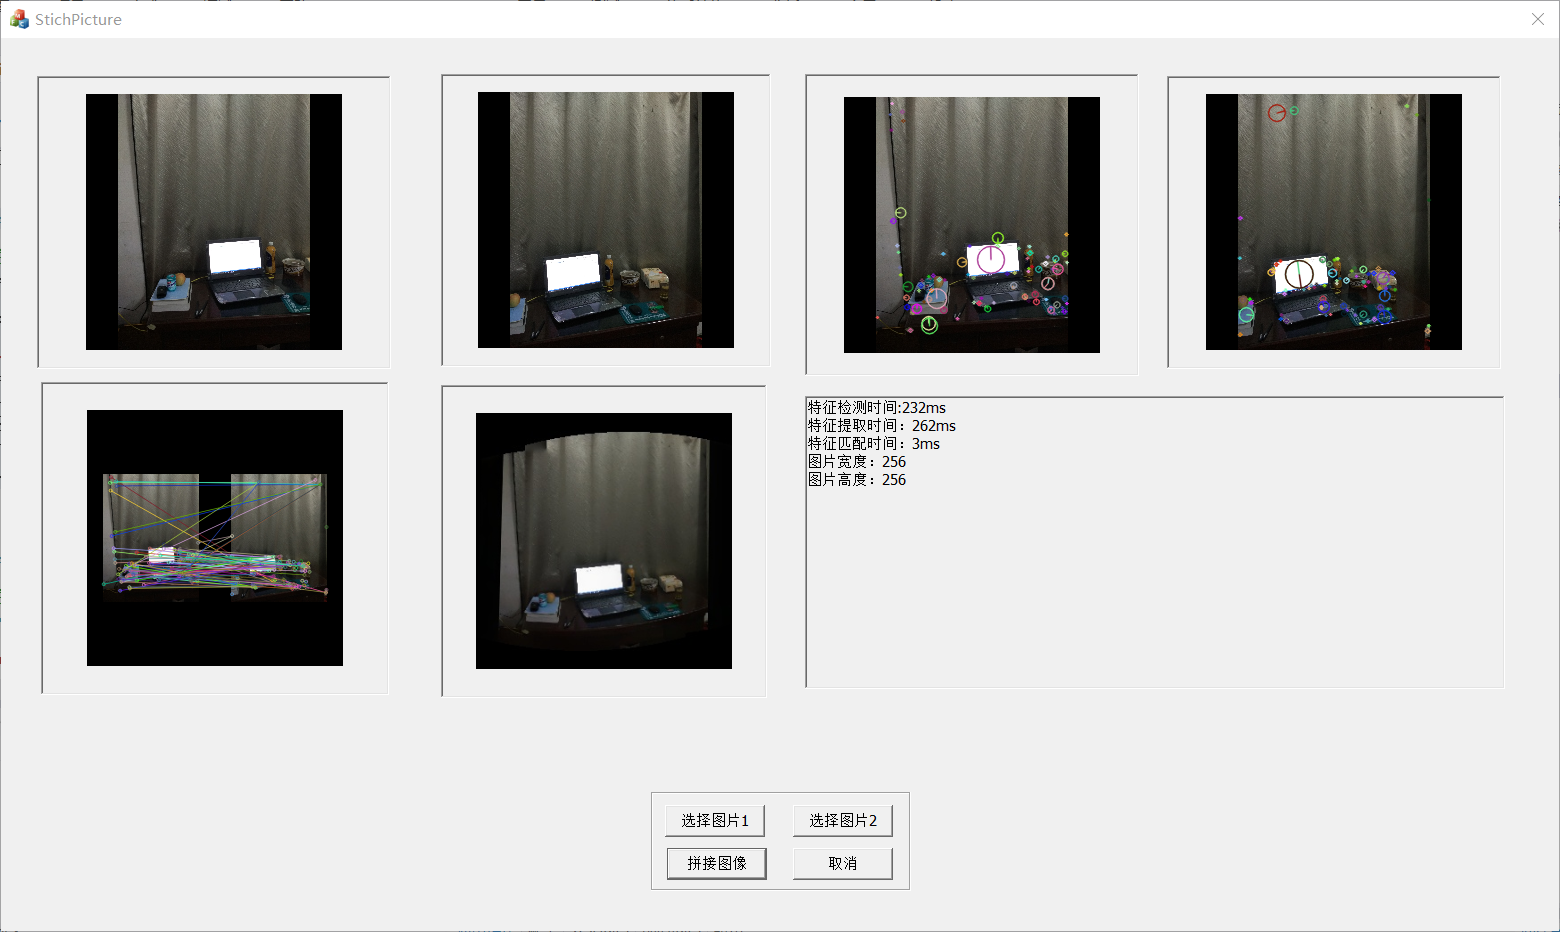 StichPicture
特征检测时间:232ms
特征提取时间：262ms
特征匹配时间：3ms
图片宽度：256
图片高度：256
选择图片1
选择图片2
拼接图像
取消